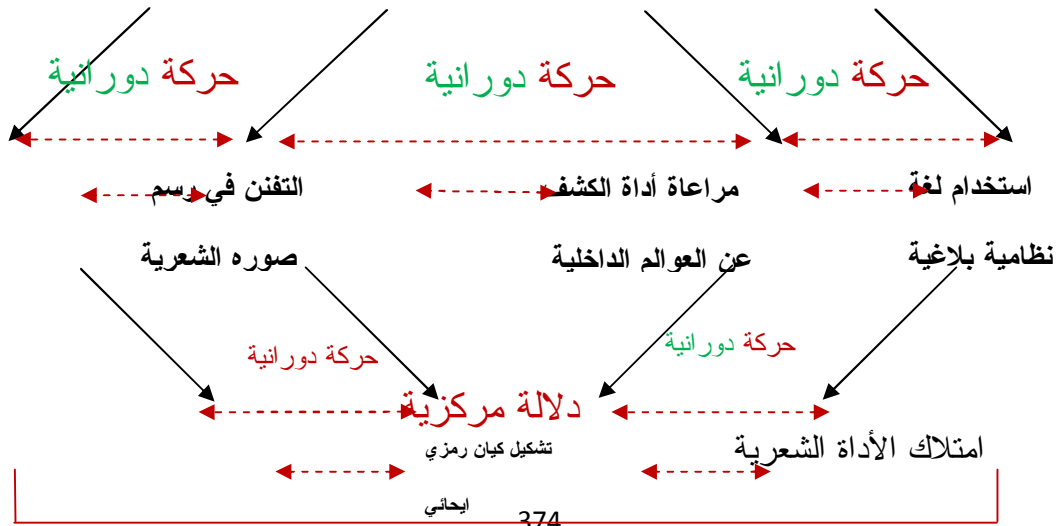 حركة دورانية حركة دورانية حركة دورانية
استخدام لغة مراعاة أداة الكشف التفنن في رسم
نظامية بلاغية عن العوالم الداخلية صوره الشعرية
حركة دورانية حركة دورانية
دلالة مركزية
امتلاك الأداة الشعرية تشكيل كيان رمزي
ايحائي
374